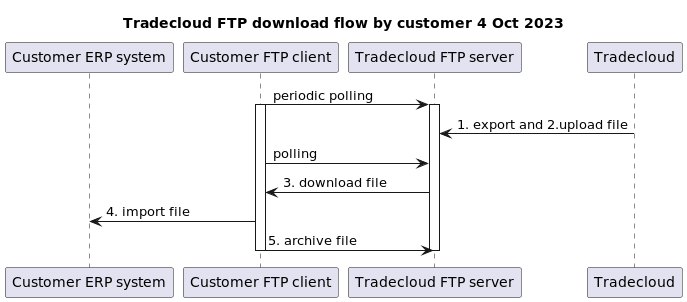 Tradecloud FTP download flow by customer 4 Oct 2023
Customer ERP system
Customer FTP client
Tradecloud FTP server
Tradecloud
periodic polling
1. export and 2.upload file
polling
3. download file
4. import file
5. archive file
Customer ERP system
Customer FTP client
Tradecloud FTP server
Tradecloud